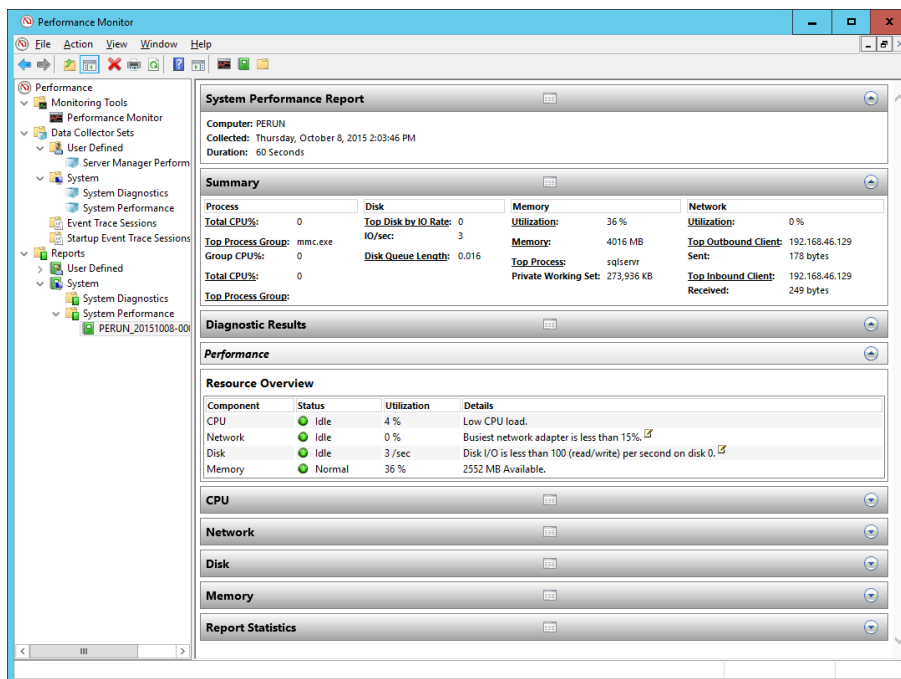 Performance Monitor
File Action View Window Help
Performance
Monitoring Tools
Performance Monitor
Data Collector Sets
User Defined
Server Manager Perform
System
System Diagnostics
System Performance
Event Trace Sessions
Startup Event Trace Sessions
Reports
User Defined
System
System Diagnostics
System Performance
PERUN_20151008-000
System Performance Report
Computer: PERUN
Collected: Thursday, October 8, 2015 2:03:46 PM
Duration: 60 Seconds
Summary
Process Disk Memory Network
Total CPU%: 0 Top Disk by IO Rate: 0 Utilization: 36 % Utilization: 0 %
IO/sec: 3
Top Process Group: mmc.exe Memory: 4016 MB Top Outbound Client: 192.168.46.129
Group CPU%: 0 Disk Queue Length: 0.016 Top Process: sqlservr Sent: 178 bytes
Total CPU%: 0 Private Working Set: 273,936 KB Top Inbound Client: 192.168.46.129
Top Process Group: Received: 249 bytes
Diagnostic Results
Performance
Resource Overview
Component Status Utilization Details
CPU Idle 4 % Low CPU load.
Network Idle 0 % Busiest network adapter is less than 15%.
Disk Idle 3 /sec Disk I/O is less than 100 (read/write) per second on disk 0.
Memory Normal 36 % 2552 MB Available.
CPU
Network
Disk
Memory
Report Statistics